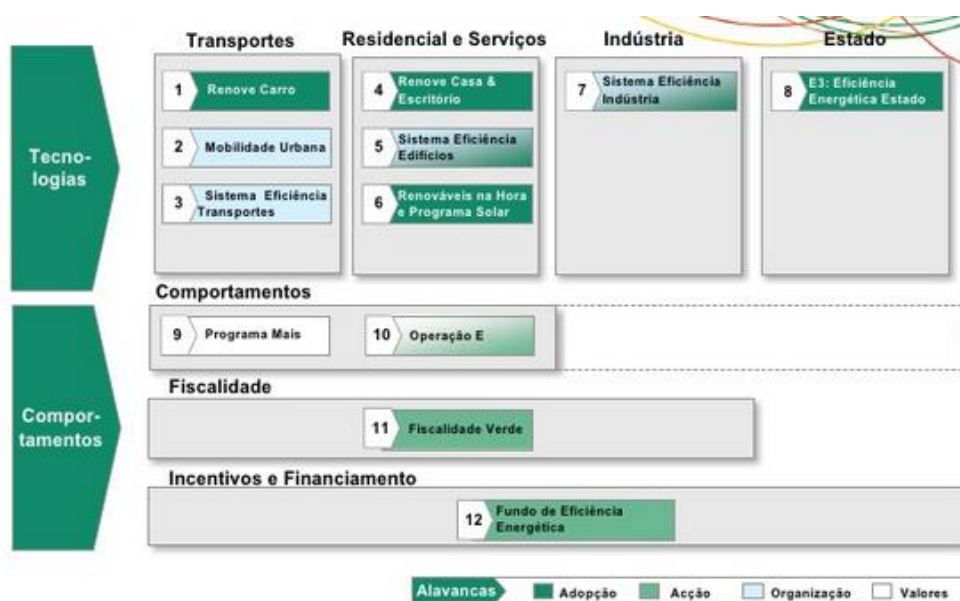 Transportes
Residencial e Serviços
Indústria
Estado
Tecno-
logias
1 Renove Carro
2 Mobilidade Urbana
3 Sistema Eficiência
Transportes
4 Renove Casa &
Escritório
5 Sistema Eficiência
Edifícios
6 Renováveis na Hora
e Programa Solar
7 Sistema Eficiência
Indústria
8 E3: Eficiência
Energética Estado
Compor-
tamentos
Comportamentos
9 Programa Mais
10 Operação E
Fiscalidade
11 Fiscalidade Verde
Incentivos e Financiamento
12 Fundo de Eficiência
Energética
Alavancas
Adopção
Acção
Organização
Valores